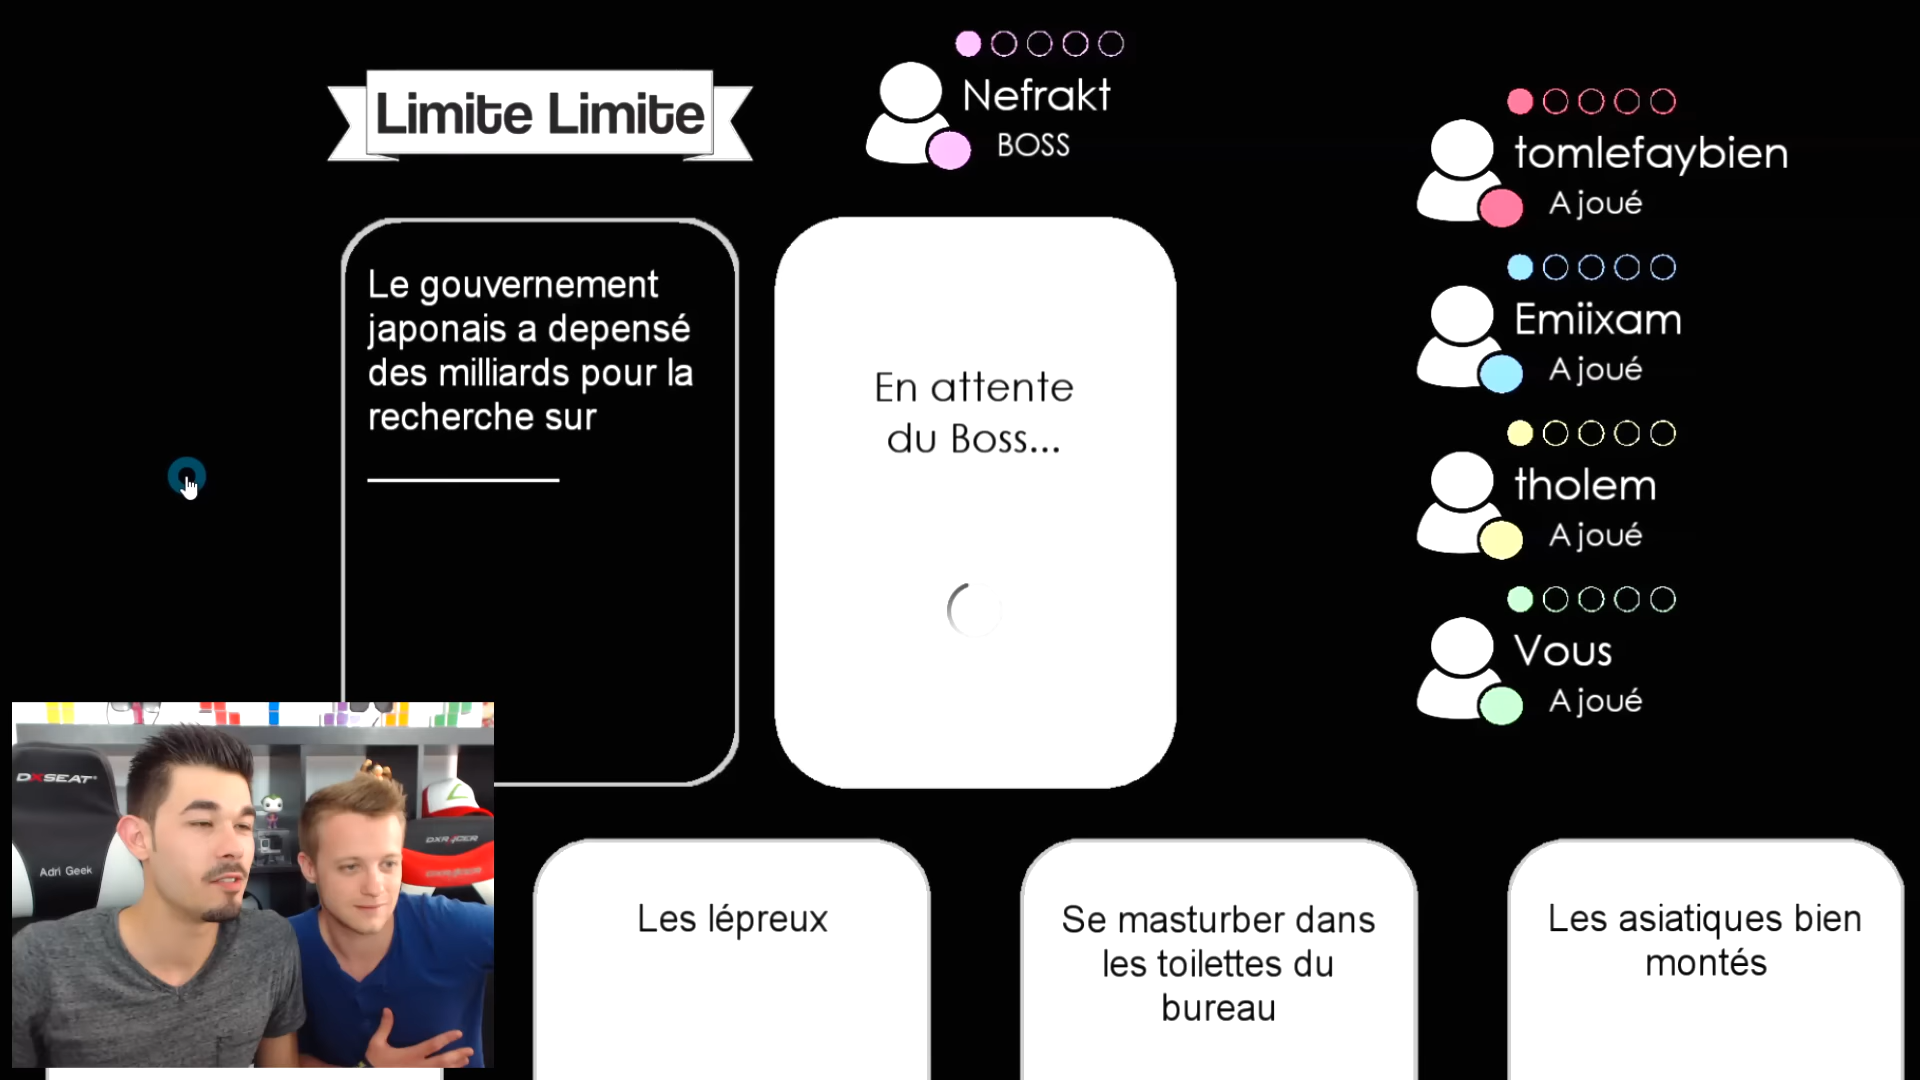 Limite Limite
Nefrakt
BOSS
tomlefaybien
A joué
Emiixam
A joué
tholem
A joué
Vous
A joué
Le gouvernement
japonais a depensé
des milliards pour la
recherche sur
En attente
du Boss...
DXSEAT
Adri Geek
DXRACER
Les lépreux
Se masturber dans
les toilettes du
bureau
Les asiatiques bien
montés